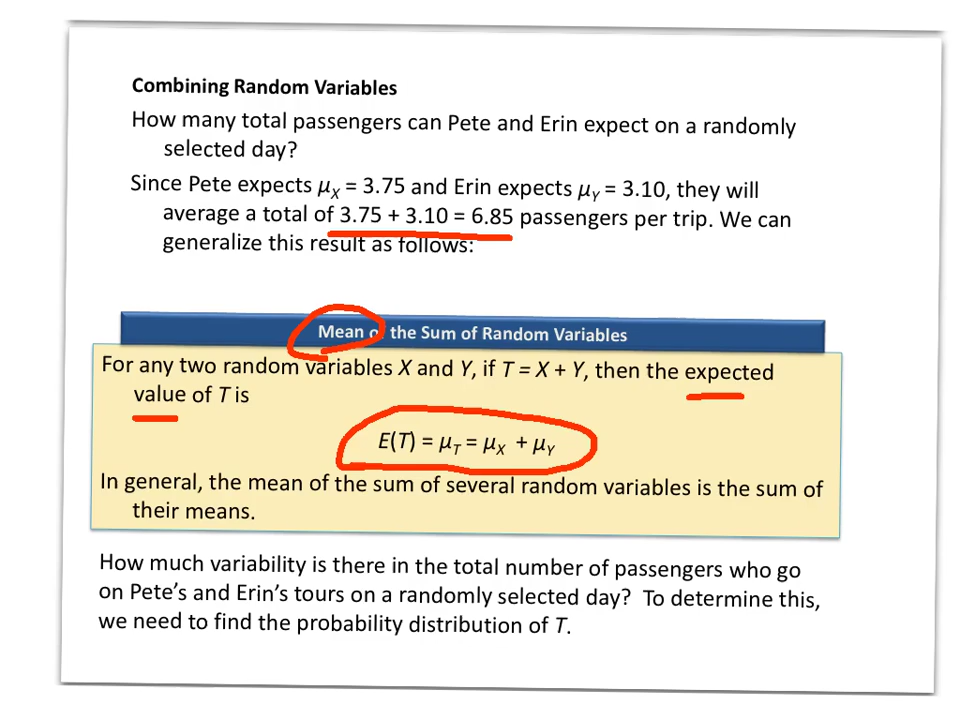 Combining Random Variables
How many total passengers can Pete and Erin expect on a randomly
selected day?
Since Pete expects μX = 3.75 and Erin expects μY = 3.10, they will
average a total of 3.75 + 3.10 = 6.85 passengers per trip. We can
generalize this result as follows:
Mean of the Sum of Random Variables
For any two random variables X and Y, if T = X + Y, then the expected
value of T is
E(T) = μT = μX + μY
In general, the mean of the sum of several random variables is the sum of
their means.
How much variability is there in the total number of passengers who go
on Pete’s and Erin’s tours on a randomly selected day? To determine this,
we need to find the probability distribution of T.